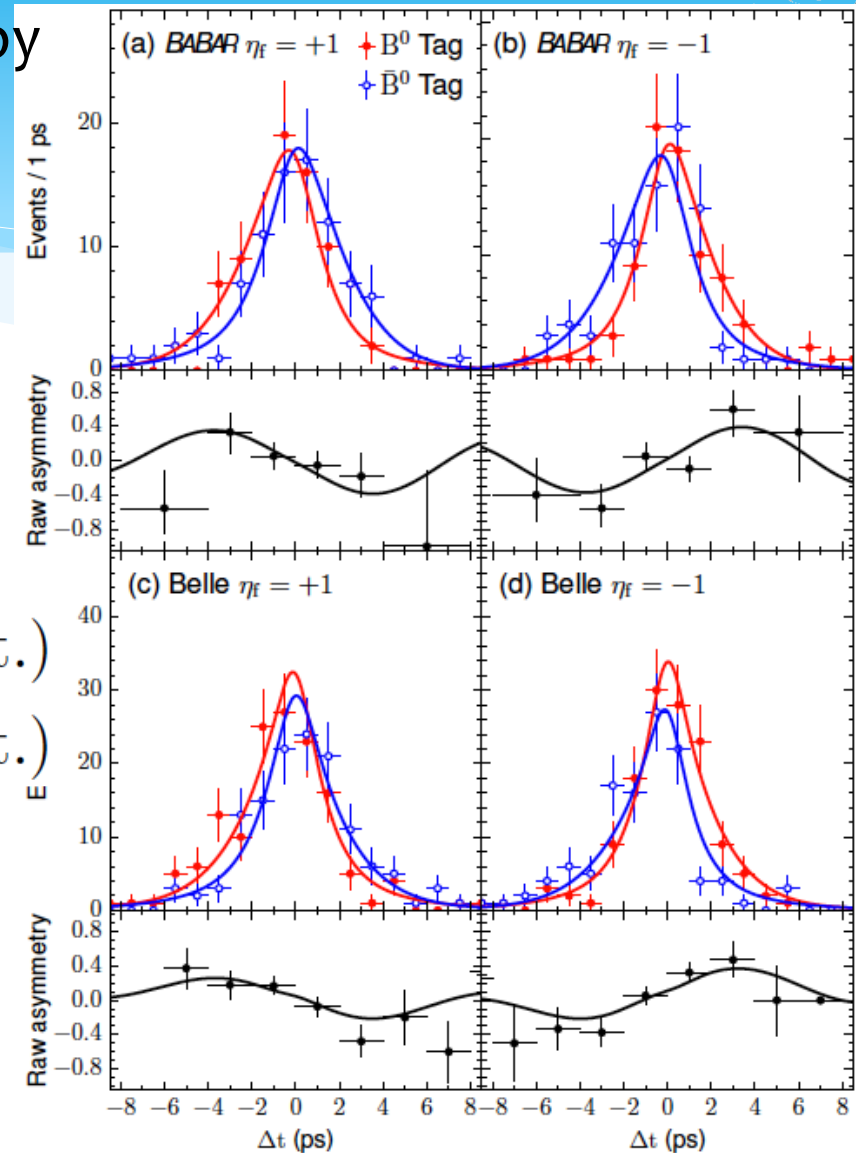 by
(a) BABAR ηf = +1
B⁰ Tag
B̄⁰ Tag
(b) BABAR ηf = −1
Events / 1 ps
20
10
0
Raw asymmetry
0.8
0.4
0.0
−0.4
−0.8
(c) Belle ηf = +1
(d) Belle ηf = −1
.)
.)
E
40
30
20
10
0
Raw asymmetry
0.8
0.4
0.0
−0.4
−0.8
−8 −6 −4 −2 0 2 4 6 8 −8 −6 −4 −2 0 2 4 6 8
Δt (ps) Δt (ps)